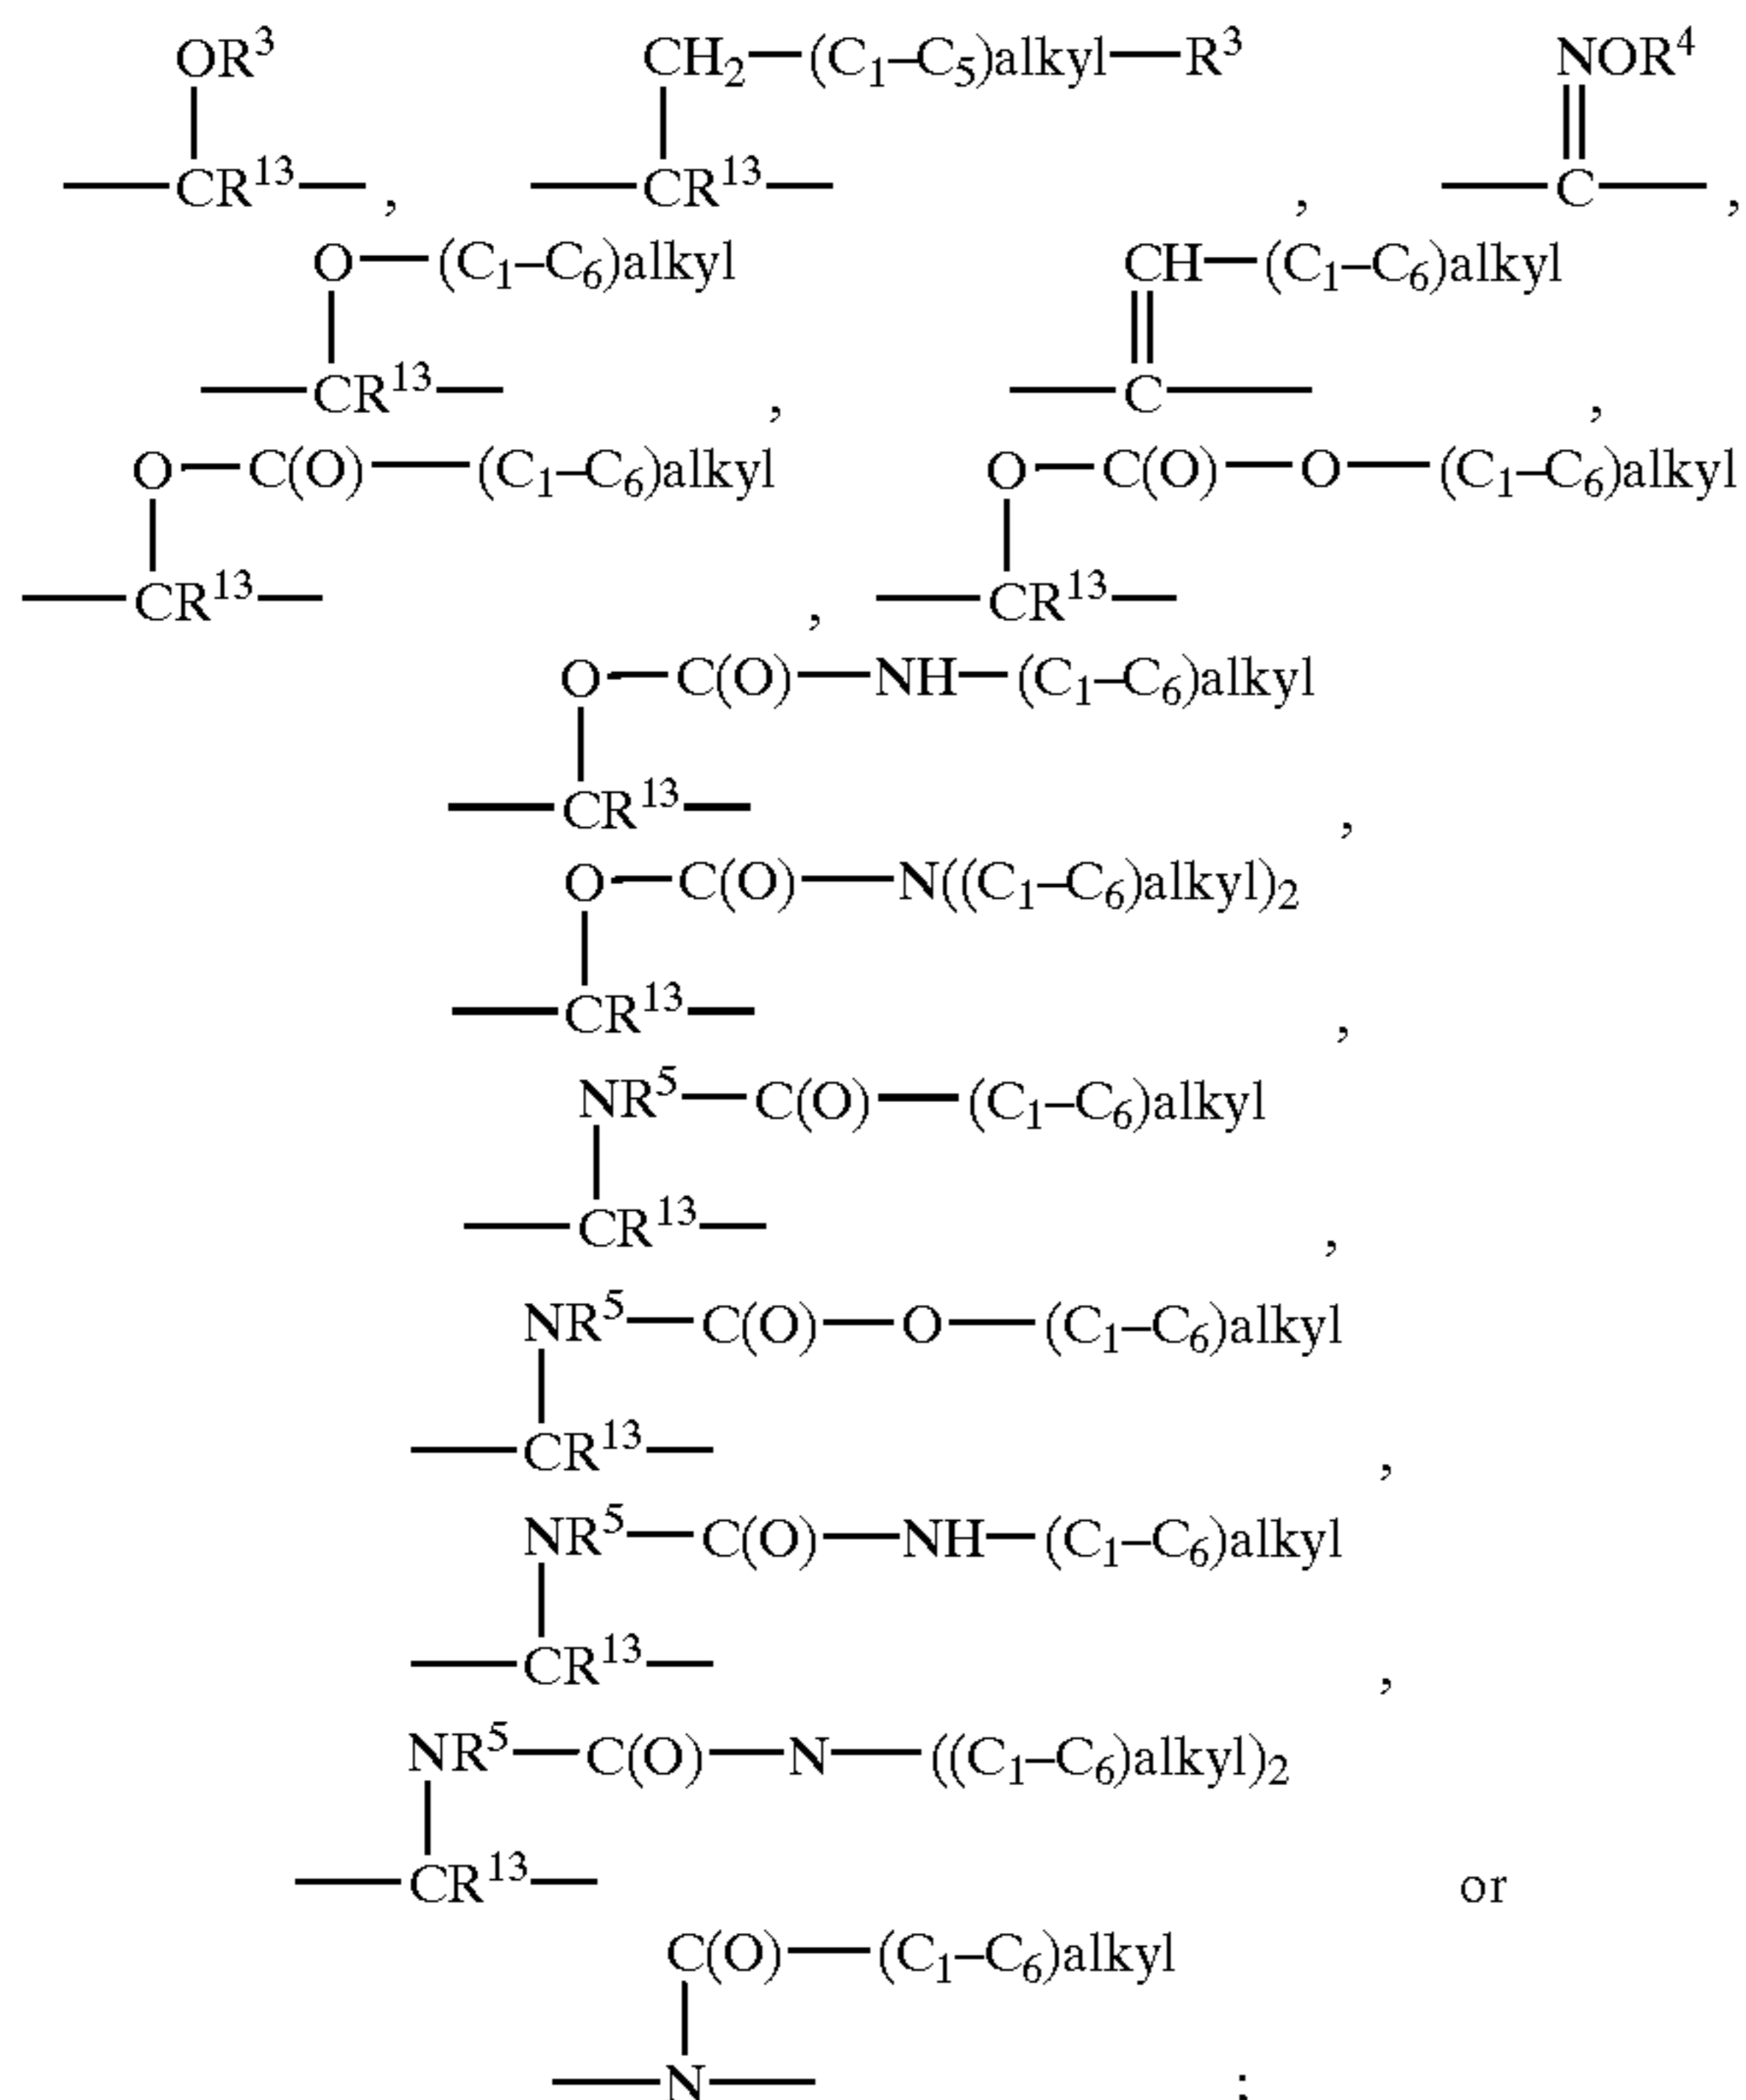 OR³ CH₂—(C₁–C₅)alkyl—R³ NOR⁴
—CR¹³—, —CR¹³— , —C— ,
O—(C₁–C₆)alkyl CH—(C₁–C₆)alkyl
—CR¹³— , —C— ,
O—C(O)—(C₁–C₆)alkyl O—C(O)—O—(C₁–C₆)alkyl
—CR¹³— , —CR¹³—
O—C(O)—NH—(C₁–C₆)alkyl
—CR¹³— ,
O—C(O)—N((C₁–C₆)alkyl)₂
—CR¹³— ,
NR⁵—C(O)—(C₁–C₆)alkyl
—CR¹³— ,
NR⁵—C(O)—O—(C₁–C₆)alkyl
—CR¹³— ,
NR⁵—C(O)—NH—(C₁–C₆)alkyl
—CR¹³— ,
NR⁵—C(O)—N—((C₁–C₆)alkyl)₂
—CR¹³— or
C(O)—(C₁–C₆)alkyl
—N— ;